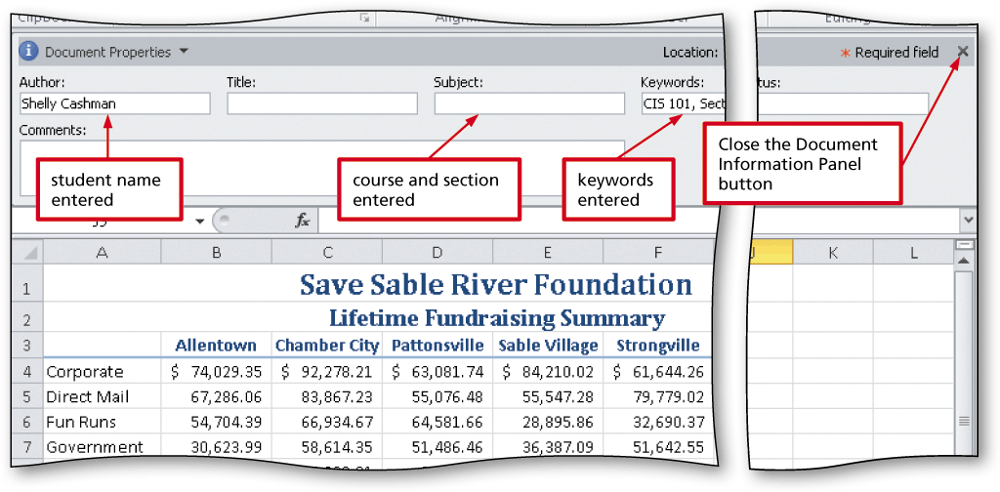 Document Properties Location: * Required field
Author: Title: Subject: Keywords:
Shelly Cashman CIS 101, Sect
Comments:
student name
entered
course and section
entered
keywords
entered
Close the Document
Information Panel
button
fx
A B C D E F J K L
1 Save Sable River Foundation
2 Lifetime Fundraising Summary
3 Allentown Chamber City Pattonsville Sable Village Strongville
4 Corporate $ 74,029.35 $ 92,278.21 $ 63,081.74 $ 84,210.02 $ 61,644.26
5 Direct Mail 67,286.06 83,867.23 55,076.48 55,547.28 79,779.02
6 Fun Runs 54,704.39 66,934.67 64,581.66 28,895.86 32,690.37
7 Government 30,623.99 58,614.35 51,486.46 36,387.09 51,642.55